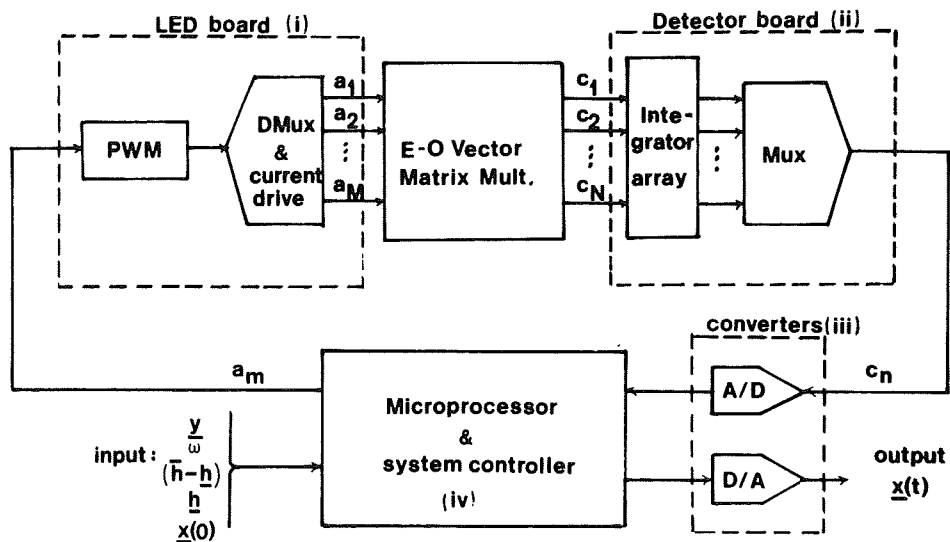 LED board (i)
Detector board (ii)
PWM
DMux
&
current
drive
a1
a2
⋮
aM
E-O Vector
Matrix Mult.
c1
c2
⋮
cN
Inte-
grator
array
⋮
Mux
converters(iii)
am
cn
A/D
D/A
Microprocessor
&
system controller
(iv)
input:
y
ω
(h̅-h̲)
h̲
x̲(0)
output
x̲(t)